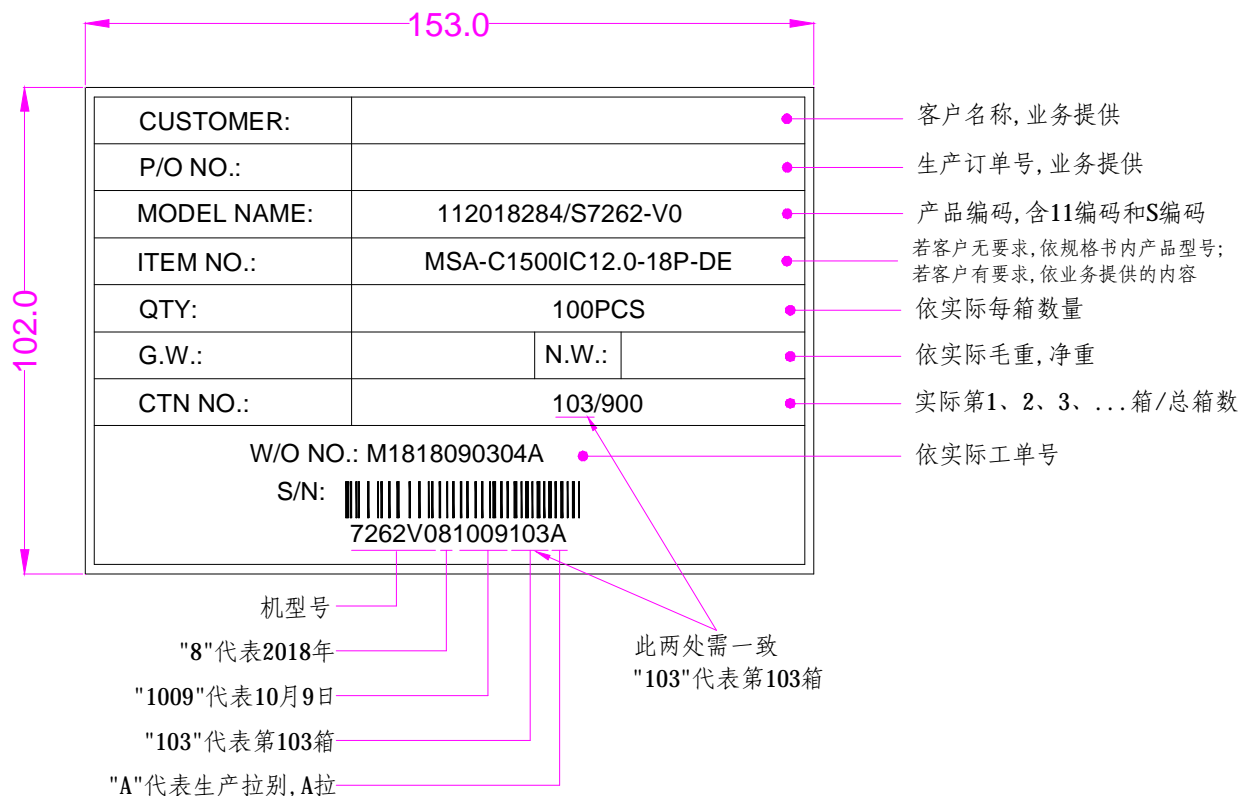 153.0
102.0
CUSTOMER:
客户名称,业务提供
P/O NO.:
生产订单号,业务提供
MODEL NAME: 112018284/S7262-V0
产品编码,含11编码和S编码
ITEM NO.: MSA-C1500IC12.0-18P-DE
若客户无要求,依规格书内产品型号;
若客户有要求,依业务提供的内容
QTY: 100PCS
依实际每箱数量
G.W.: N.W.:
依实际毛重,净重
CTN NO.: 103/900
实际第1、2、3、...箱/总箱数
W/O NO.: M1818090304A
依实际工单号
S/N:
7262V081009103A
机型号
"8"代表2018年
"1009"代表10月9日
"103"代表第103箱
"A"代表生产拉别,A拉
此两处需一致
"103"代表第103箱